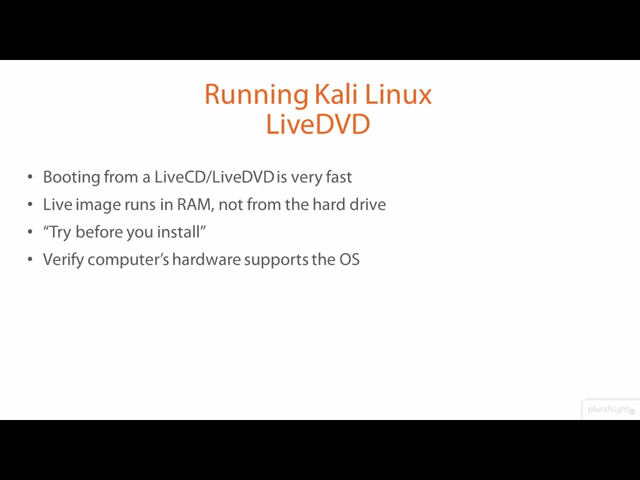 Running Kali Linux
LiveDVD
• Booting from a LiveCD/LiveDVD is very fast
• Live image runs in RAM, not from the hard drive
• “Try before you install”
• Verify computer’s hardware supports the OS
pluralsight